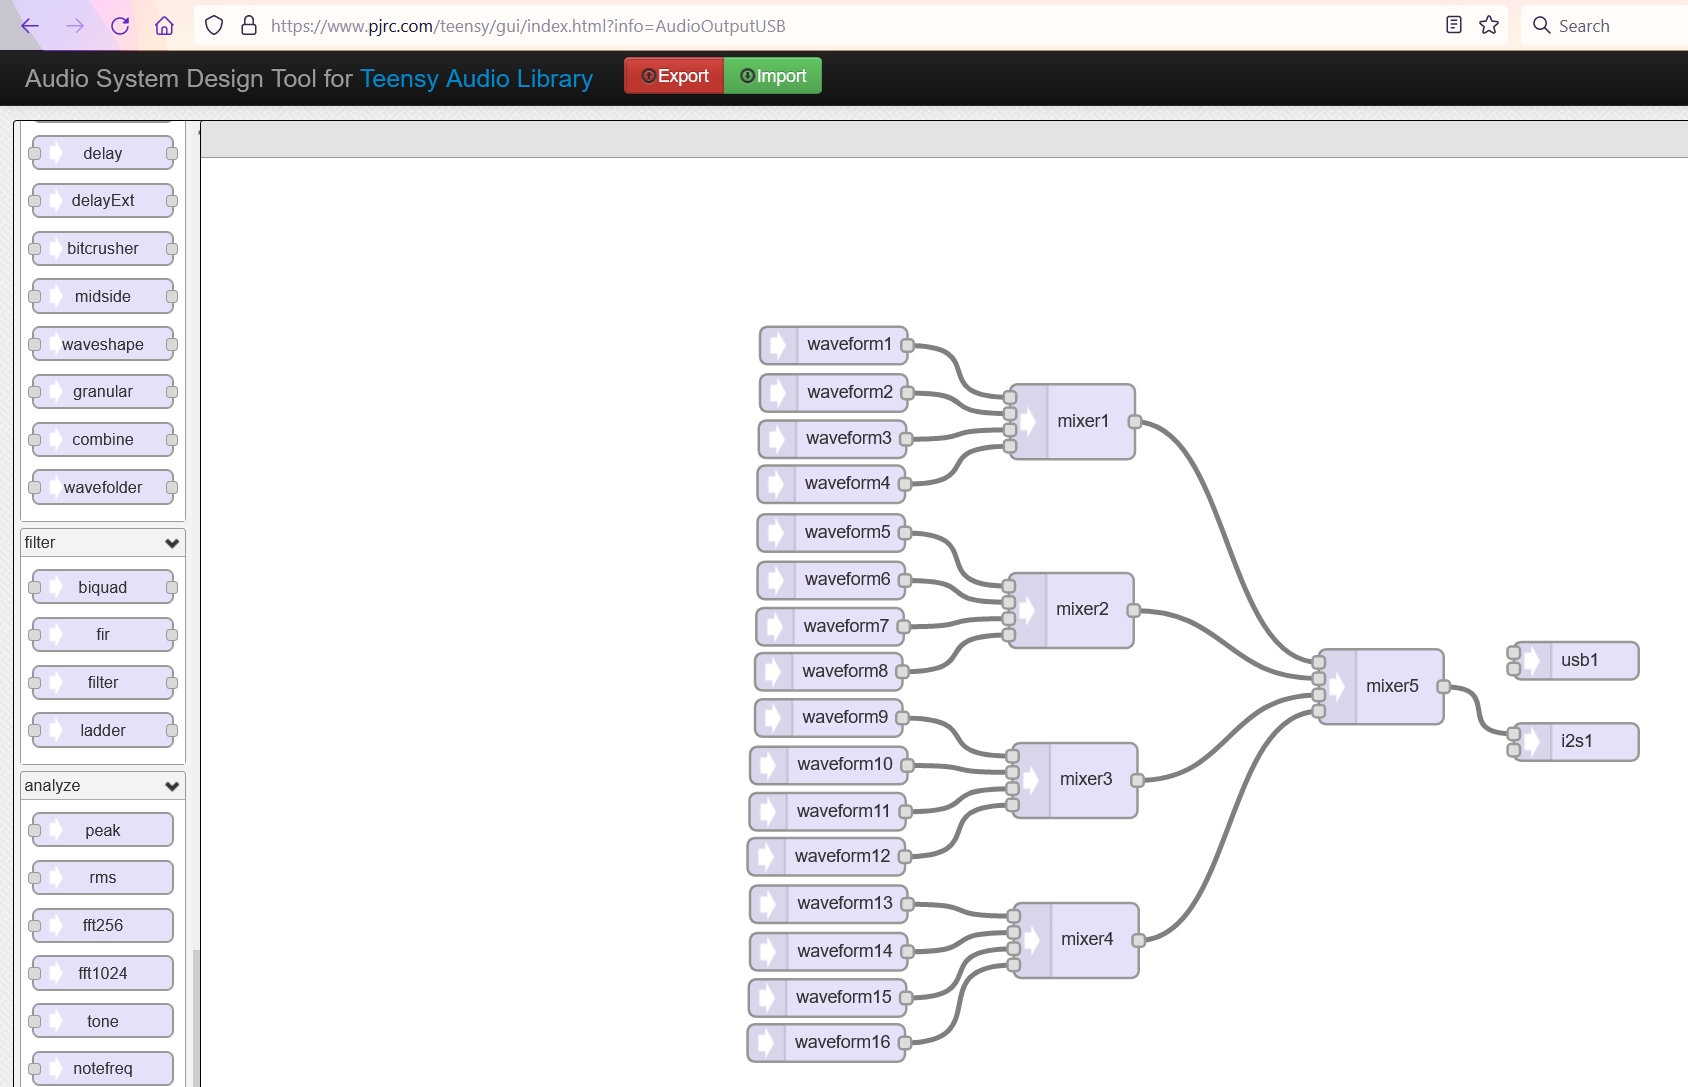 https://www.pjrc.com/teensy/gui/index.html?info=AudioOutputUSB
Search
Audio System Design Tool for Teensy Audio Library
Export
Import
delay
delayExt
bitcrusher
midside
waveshape
granular
combine
wavefolder
filter
biquad
fir
filter
ladder
analyze
peak
rms
fft256
fft1024
tone
notefreq
waveform1
waveform2
waveform3
waveform4
waveform5
waveform6
waveform7
waveform8
waveform9
waveform10
waveform11
waveform12
waveform13
waveform14
waveform15
waveform16
mixer1
mixer2
mixer3
mixer4
mixer5
usb1
i2s1